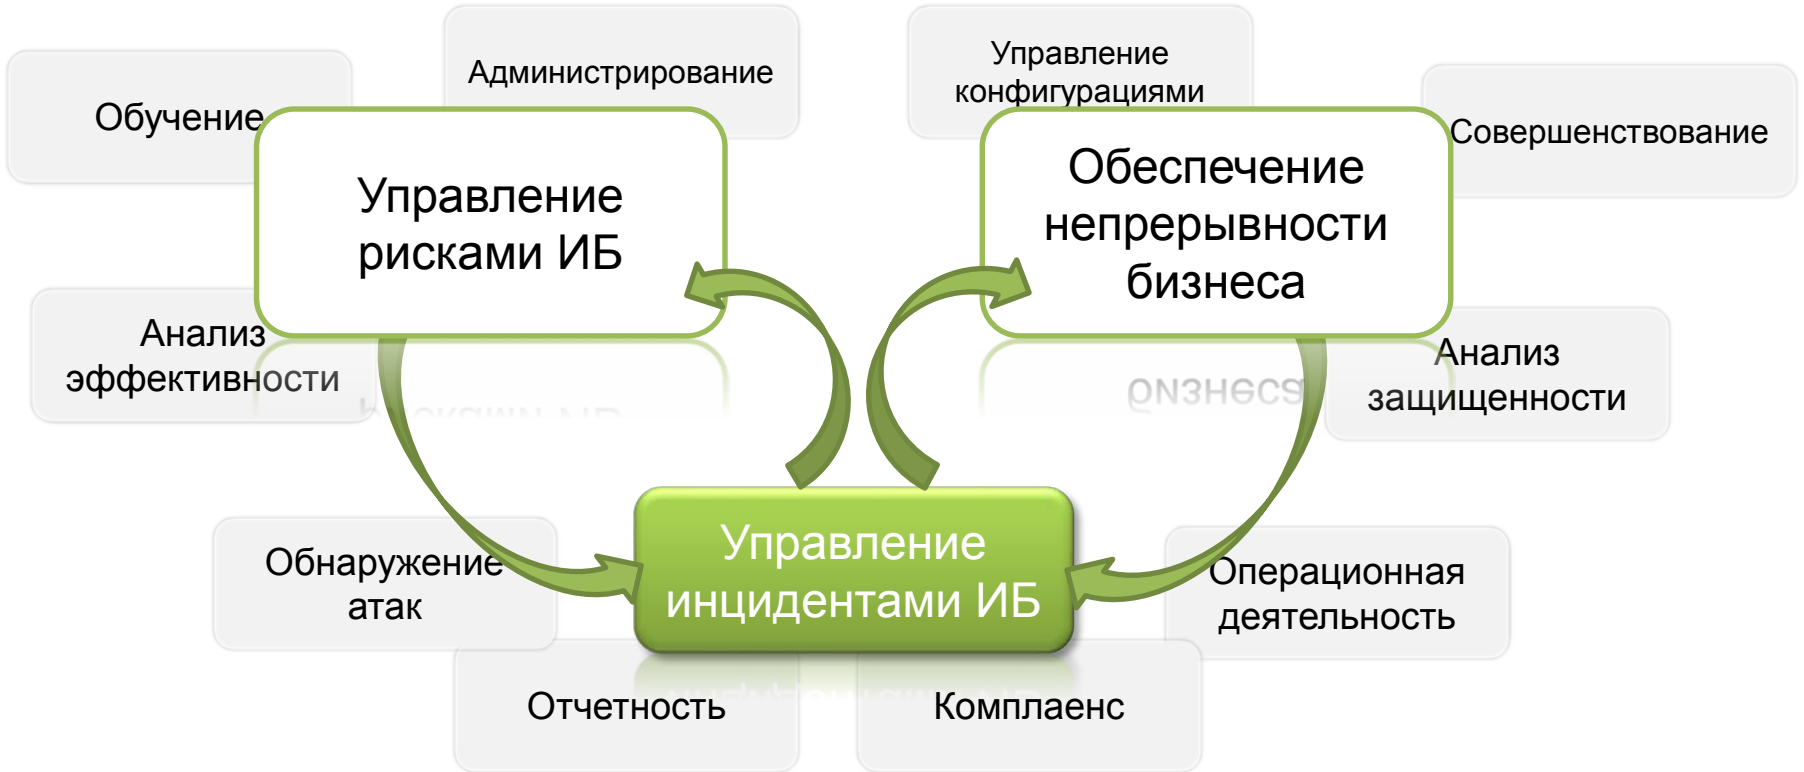 Администрирование
Управление
конфигурациями
Обучение
Совершенствование
Управление
рисками ИБ
Обеспечение
непрерывности
бизнеса
Анализ
эффективности
Анализ
защищенности
Обнаружение
атак
Управление
инцидентами ИБ
Операционная
деятельность
Отчетность
Комплаенс